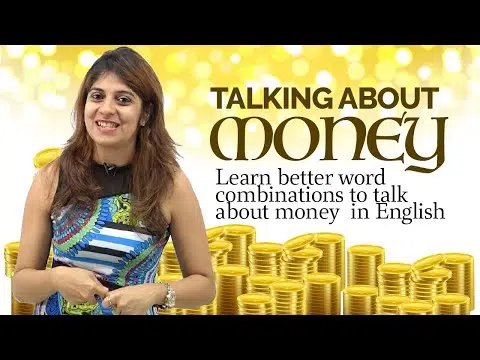 TALKING ABOUT
MONEY
Learn better word
combinations to talk
about money in English